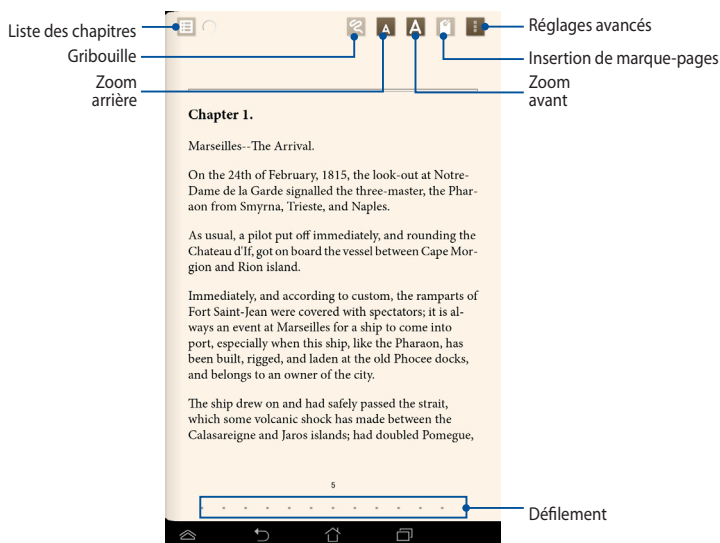 Liste des chapitres
Gribouille
Zoom
arrière
A
A
Réglages avancés
Insertion de marque-pages
Zoom
avant
Chapter 1.
Marseilles--The Arrival.
On the 24th of February, 1815, the look-out at Notre-
Dame de la Garde signalled the three-master, the Phar-
aon from Smyrna, Trieste, and Naples.
As usual, a pilot put off immediately, and rounding the
Chateau d'If, got on board the vessel between Cape Mor-
gion and Rion island.
Immediately, and according to custom, the ramparts of
Fort Saint-Jean were covered with spectators; it is al-
ways an event at Marseilles for a ship to come into
port, especially when this ship, like the Pharaon, has
been built, rigged, and laden at the old Phocee docks,
and belongs to an owner of the city.
The ship drew on and had safely passed the strait,
which some volcanic shock has made between the
Calasareigne and Jaros islands; had doubled Pomegue,
5
Défilement